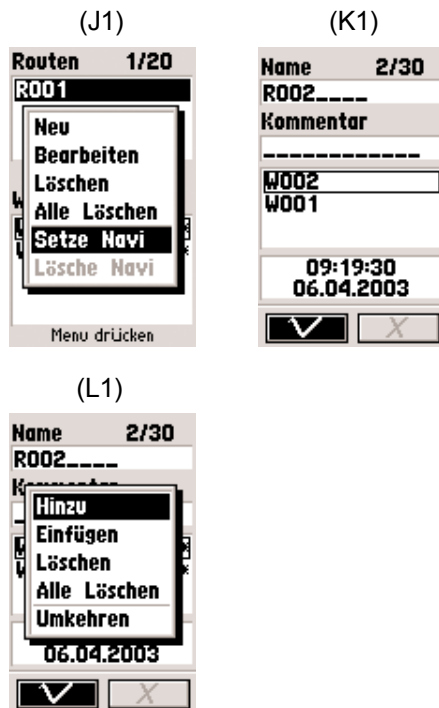 (J1)
Routen 1/20
R001
Neu
Bearbeiten
Löschen
Alle Löschen
Setze Navi
Lösche Navi
Menu drücken
(K1)
Name 2/30
R002____
Kommentar
____________
W002
W001
09:19:30
06.04.2003
(L1)
Name 2/30
R002____
Hinzu
Einfügen
Löschen
Alle Löschen
Umkehren
06.04.2003